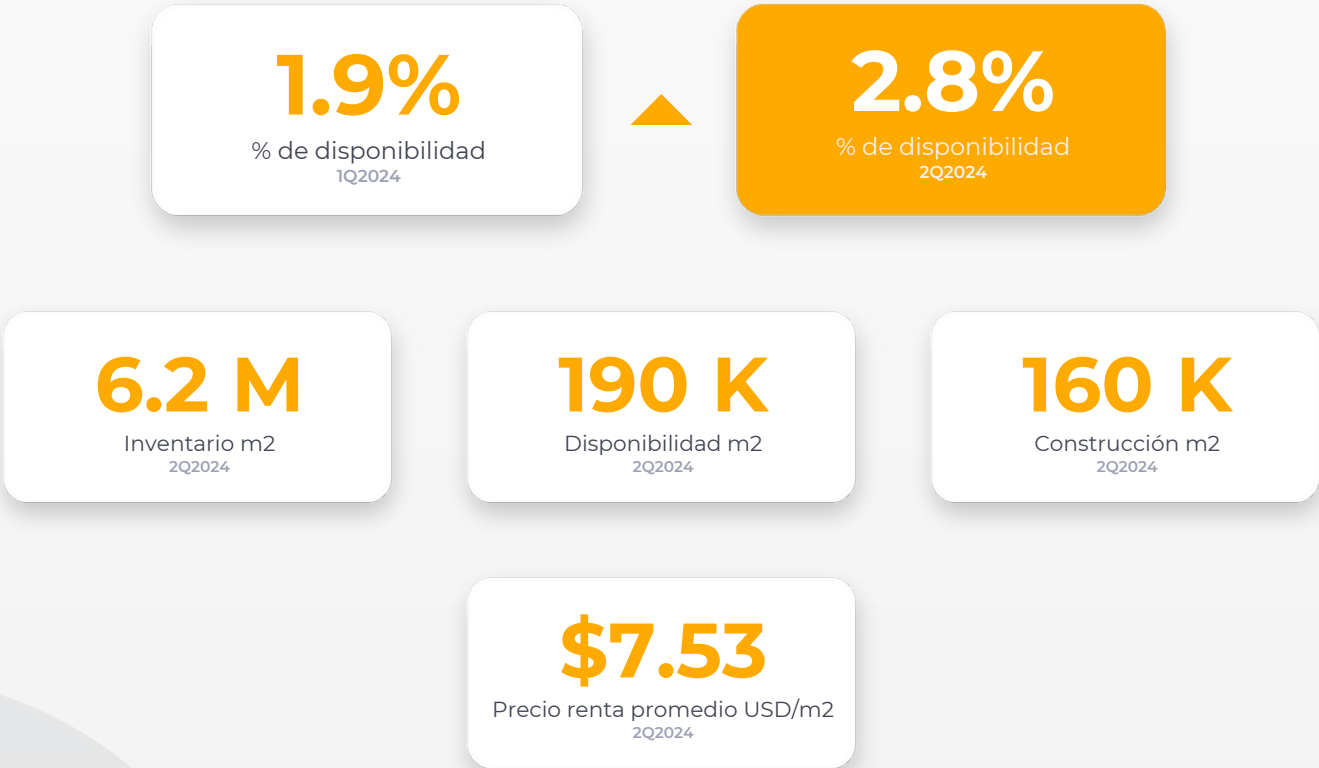 1.9%
% de disponibilidad
1Q2024
2.8%
% de disponibilidad
2Q2024
6.2 M
Inventario m2
2Q2024
190 K
Disponibilidad m2
2Q2024
160 K
Construcción m2
2Q2024
$7.53
Precio renta promedio USD/m2
2Q2024